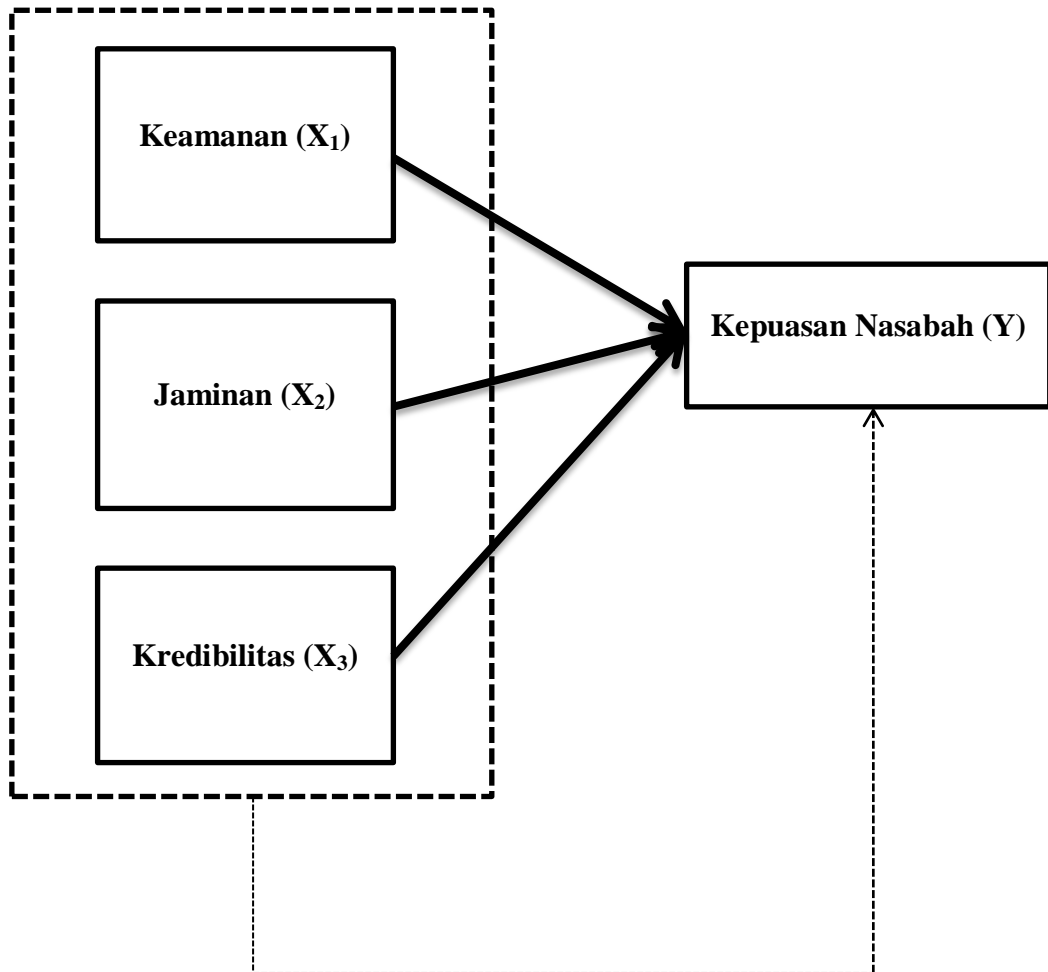 Keamanan (X₁)
Jaminan (X₂)
Kredibilitas (X₃)
Kepuasan Nasabah (Y)